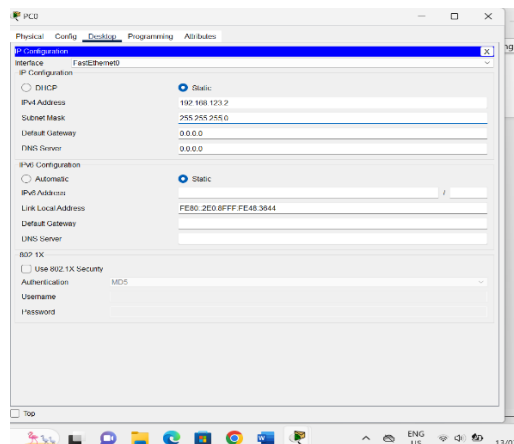 PC0
Physical Config Desktop Programming Attributes
IP Configuration X
Interface FastEthernet0
IP Configuration
DHCP Static
IPv4 Address 192.168.123.2
Subnet Mask 255.255.255.0
Default Gateway 0.0.0.0
DNS Server 0.0.0.0
IPv6 Configuration
Automatic Static
IPv6 Address /
Link Local Address FE80::2E0:8FFF:FE48:3644
Default Gateway
DNS Server
802.1X
Use 802.1X Security
Authentication MD5
Username
Password
Top
ENG
US